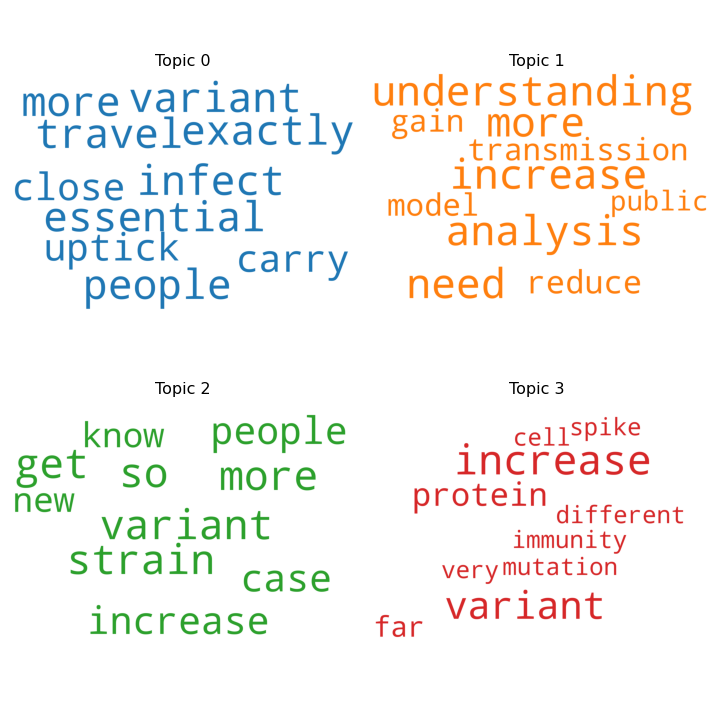 Topic 0
more variant
travel exactly
close infect
essential
uptick carry
people
Topic 1
understanding
gain more
transmission
increase
model public
analysis
need reduce
Topic 2
know people
get so more
new
variant
strain case
increase
Topic 3
cell spike
increase
protein
different
immunity
very mutation
variant
far